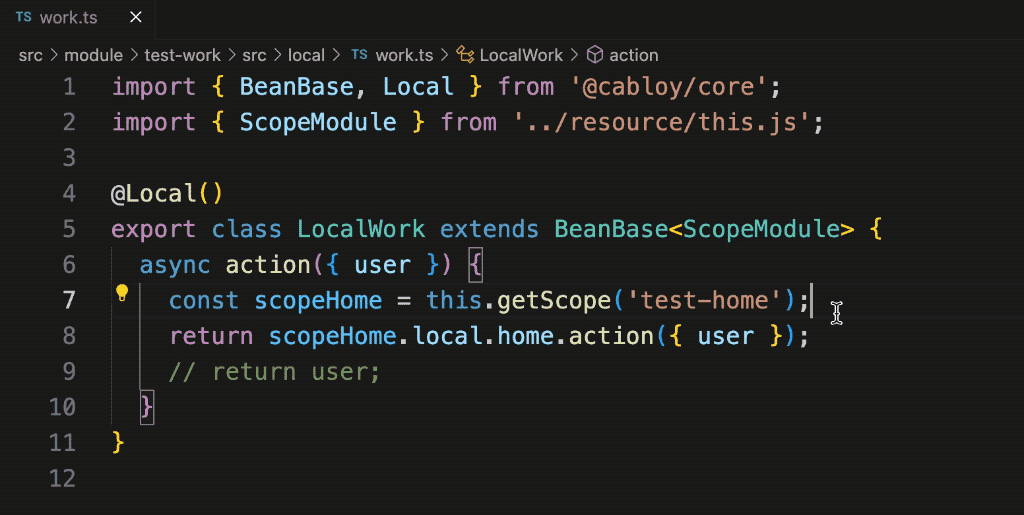 TS work.ts ×
src > module > test-work > src > local > TS work.ts > LocalWork > action
1 import { BeanBase, Local } from '@cabloy/core';
2 import { ScopeModule } from '../resource/this.js';
3
4 @Local()
5 export class LocalWork extends BeanBase<ScopeModule> {
6 async action({ user }) {
7 const scopeHome = this.getScope('test-home');
8 return scopeHome.local.home.action({ user });
9 // return user;
10 }
11 }
12